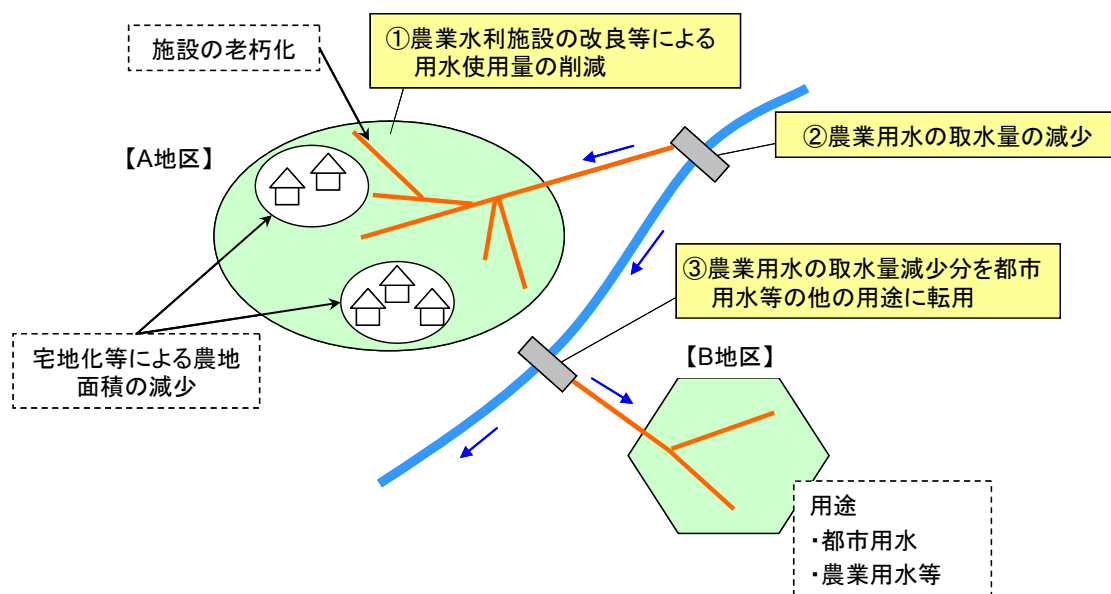 施設の老朽化
①農業水利施設の改良等による
用水使用量の削減
【A地区】
②農業用水の取水量の減少
③農業用水の取水量減少分を都市
用水等の他の用途に転用
宅地化等による農地
面積の減少
【B地区】
用途
・都市用水
・農業用水等